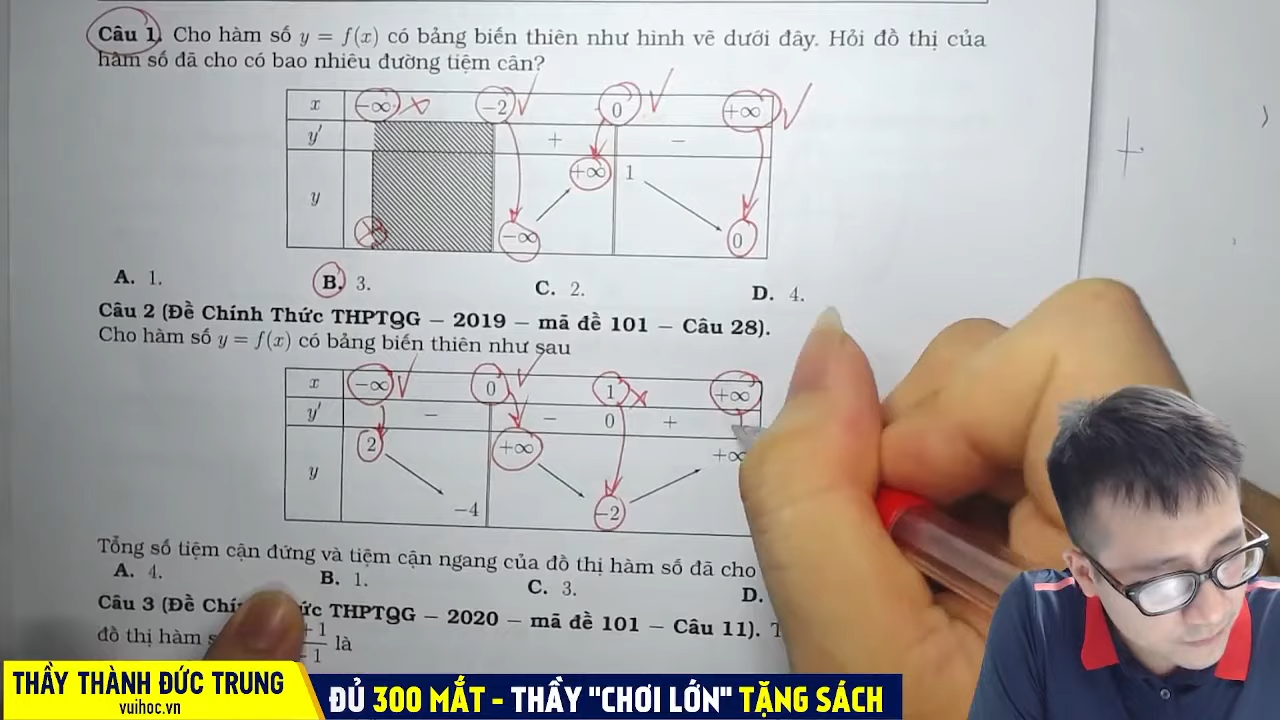 Câu 1. Cho hàm số y = f(x) có bảng biến thiên như hình vẽ dưới đây. Hỏi đồ thị của
hàm số đã cho có bao nhiêu đường tiệm cận?
x −∞ −2 0 +∞
y′ + −
+∞ 1
y
−∞ 0
A. 1. B. 3. C. 2. D. 4.
Câu 2 (Đề Chính Thức THPTQG − 2019 − mã đề 101 − Câu 28).
Cho hàm số y = f(x) có bảng biến thiên như sau
x −∞ 0 1 +∞
y′ − − 0 +
2 +∞ +∞
y
−4 −2
Tổng số tiệm cận đứng và tiệm cận ngang của đồ thị hàm số đã cho
A. 4. B. 1. C. 3. D.
Câu 3 (Đề Chính Thức THPTQG − 2020 − mã đề 101 − Câu 11).
đồ thị hàm là
THẦY THÀNH ĐỨC TRUNG
vuihoc.vn
ĐỦ 300 MẮT - THẦY "CHƠI LỚN" TẶNG SÁCH